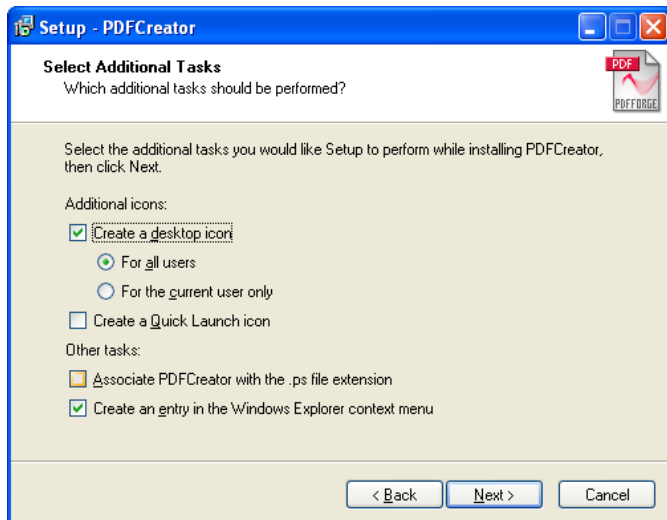 Setup - PDFCreator
Select Additional Tasks
Which additional tasks should be performed?
PDF
PDFFORGE
Select the additional tasks you would like Setup to perform while installing PDFCreator,
then click Next.
Additional icons:
Create a desktop icon
For all users
For the current user only
Create a Quick Launch icon
Other tasks:
Associate PDFCreator with the .ps file extension
Create an entry in the Windows Explorer context menu
< Back
Next >
Cancel